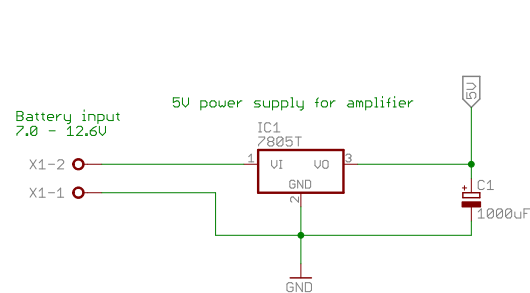 5V
5V power supply for amplifier
Battery input
7.0 - 12.6V
IC1
7805T
X1-2
1
VI
VO
3
X1-1
GND
2
C1
+
1000uF
GND